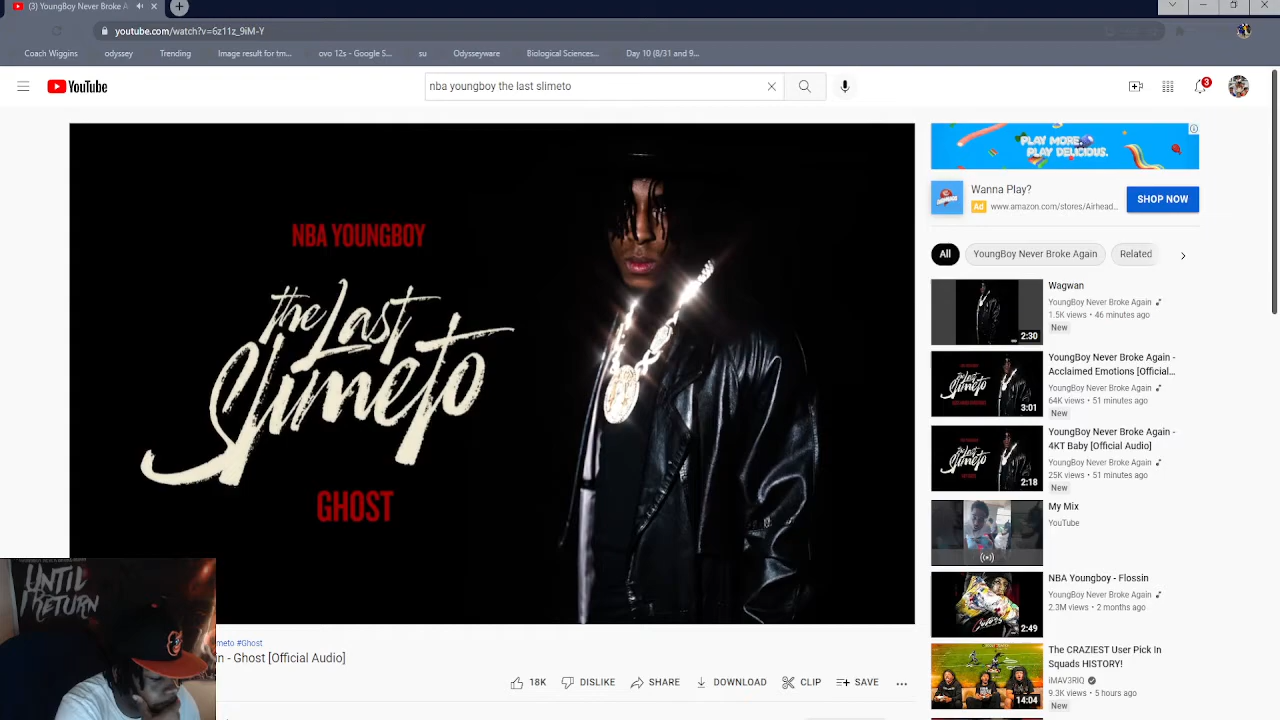 (3) YoungBoy Never Broke A
youtube.com/watch?v=6z11z_9iM-Y
Coach Wiggins
odyssey
Trending
Image result for tm...
ovo 12s - Google S...
su
Odysseyware
Biological Sciences...
Day 10 (8/31 and 9...
YouTube
nba youngboy the last slimeto
3
NBA YOUNGBOY
the Last
Slimeto
GHOST
UNTIL
I RETURN
meto #Ghost
n - Ghost [Official Audio]
18K
DISLIKE
SHARE
DOWNLOAD
CLIP
SAVE
PLAY MORE.
PLAY DELICIOUS.
Wanna Play?
Ad www.amazon.com/stores/Airhead...
SHOP NOW
All
YoungBoy Never Broke Again
Related
2:30
Wagwan
YoungBoy Never Broke Again
1.5K views • 46 minutes ago
New
the Last
Slimeto
3:01
YoungBoy Never Broke Again -
Acclaimed Emotions [Official...
YoungBoy Never Broke Again
64K views • 51 minutes ago
New
the Last
Slimeto
2:18
YoungBoy Never Broke Again -
4KT Baby [Official Audio]
YoungBoy Never Broke Again
25K views • 51 minutes ago
New
My Mix
YouTube
Colors
2:49
NBA Youngboy - Flossin
YoungBoy Never Broke Again
2.3M views • 2 months ago
14:04
The CRAZIEST User Pick In
Squads HISTORY!
iMAV3RIQ
9.3K views • 5 hours ago
New